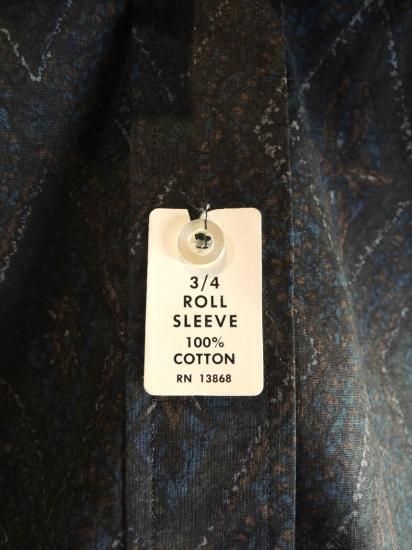 3/4
ROLL
SLEEVE
100%
COTTON
RN 13868